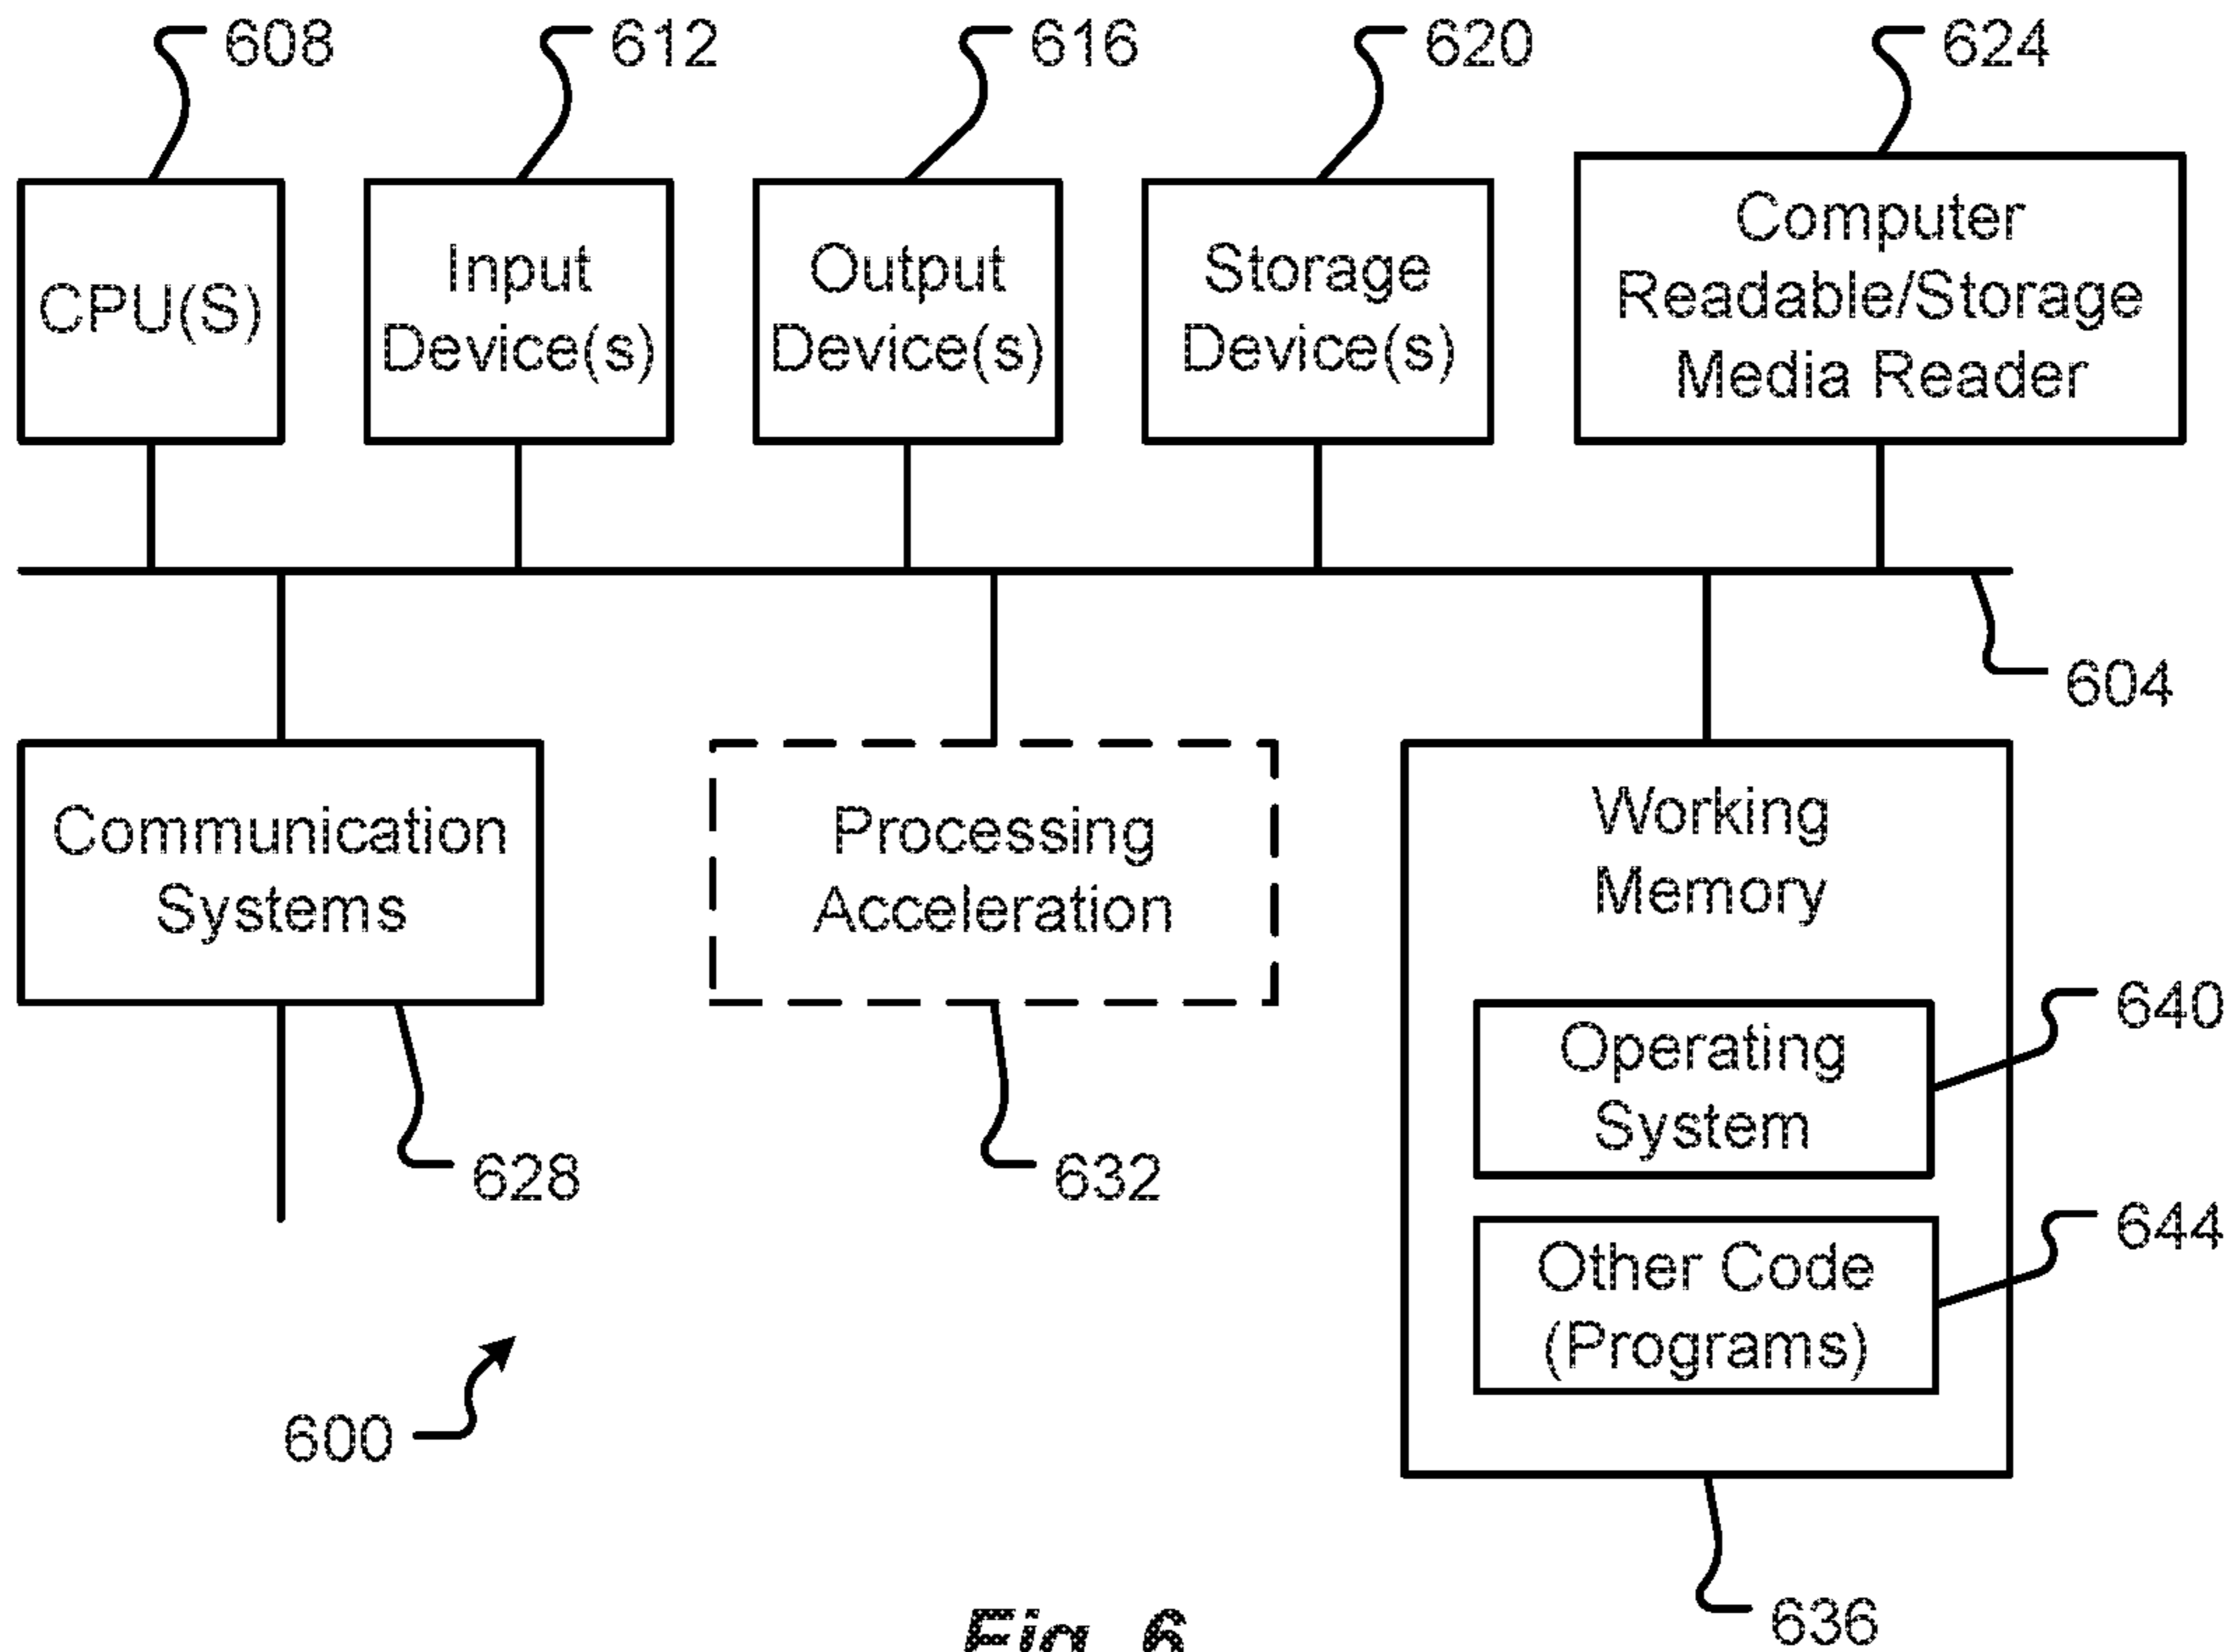 608
612
616
620
624
CPU(S)
Input
Device(s)
Output
Device(s)
Storage
Device(s)
Computer
Readable/Storage
Media Reader
604
Communication
Systems
Processing
Acceleration
Working
Memory
Operating
System
640
628
632
Other Code
(Programs)
644
600
636
Fig. 6